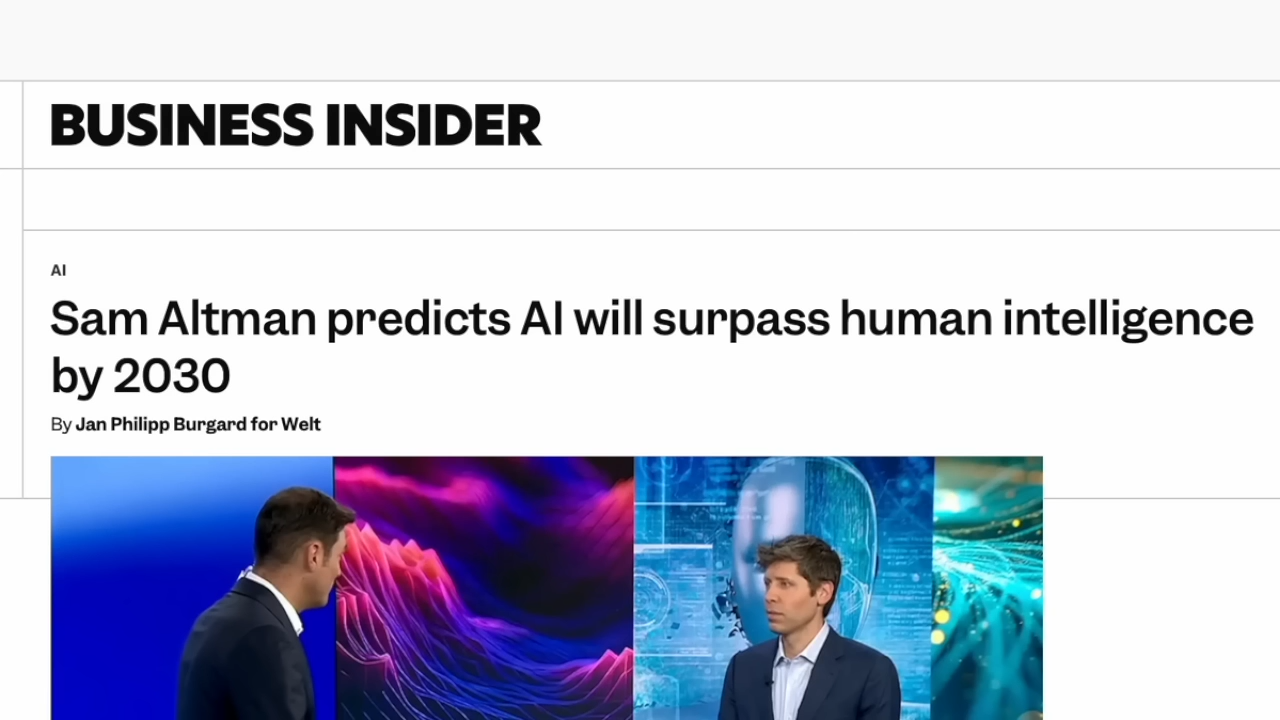 BUSINESS INSIDER
AI
Sam Altman predicts AI will surpass human intelligence
by 2030
By Jan Philipp Burgard for Welt